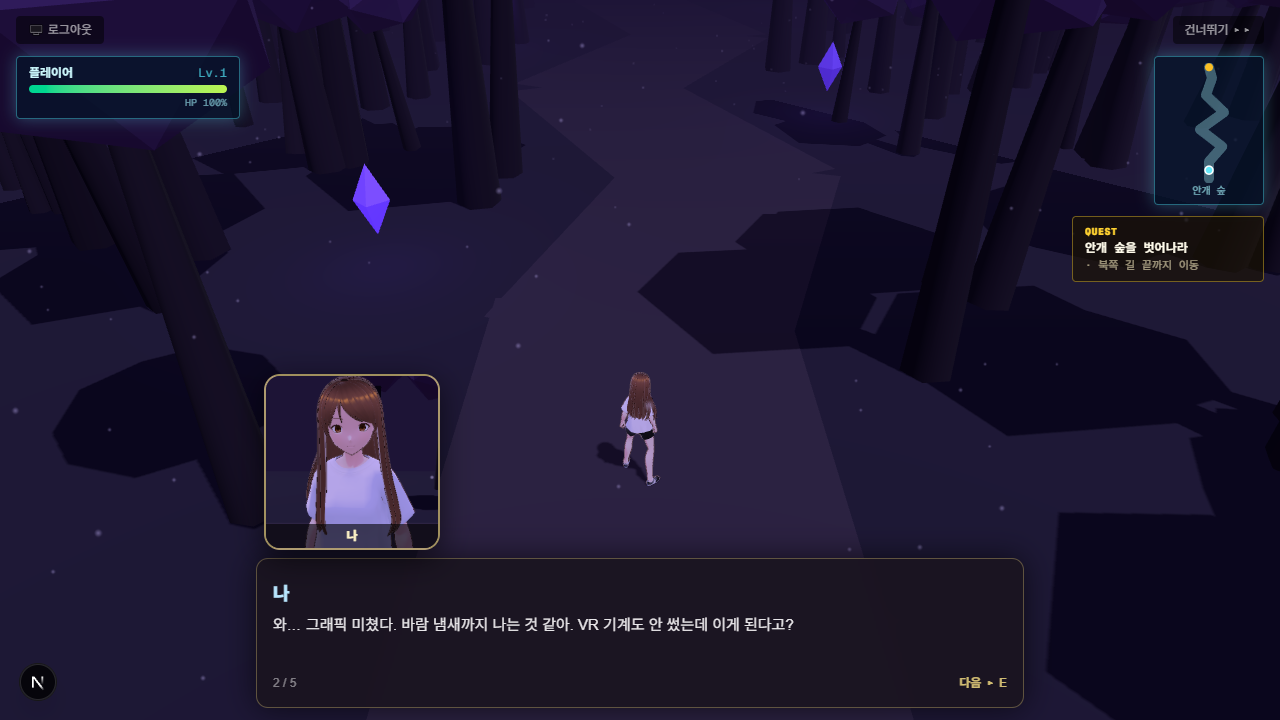 로그아웃
건너뛰기 ▸ ▸
플레이어 Lv.1
HP 100%
안개 숲
QUEST
안개 숲을 벗어나라
· 북쪽 길 끝까지 이동
나
나
와... 그래픽 미쳤다. 바람 냄새까지 나는 것 같아. VR 기계도 안 썼는데 이게 된다고?
2 / 5
다음 ▸ E
N